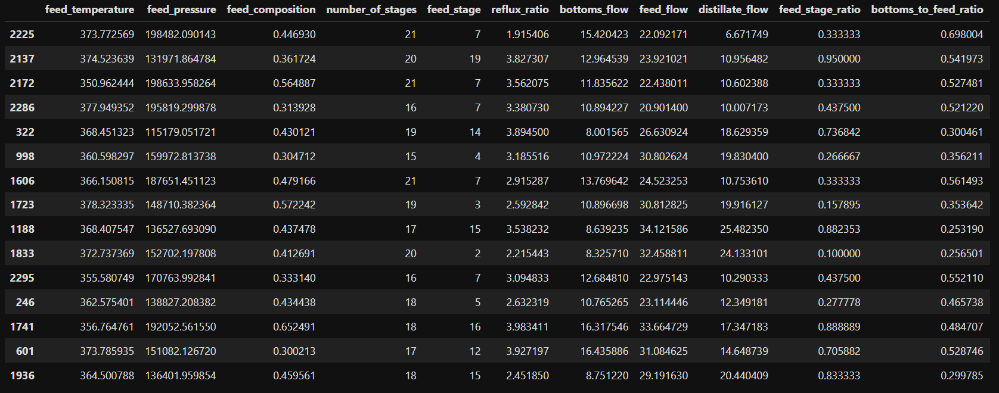 feed_temperature feed_pressure feed_composition number_of_stages feed_stage reflux_ratio bottoms_flow feed_flow distillate_flow feed_stage_ratio bottoms_to_feed_ratio
2225 373.772569 198482.090143 0.446930 21 7 1.915406 15.420423 22.092171 6.671749 0.333333 0.698004
2137 374.523639 131971.864784 0.361724 20 19 3.827307 12.964539 23.921021 10.956482 0.950000 0.541973
2172 350.962444 198633.958264 0.564887 21 7 3.562075 11.835622 22.438011 10.602388 0.333333 0.527481
2286 377.949352 195819.299878 0.313928 16 7 3.380730 10.894227 20.901400 10.007173 0.437500 0.521220
322 368.451323 115179.051721 0.430121 19 14 3.894500 8.001565 26.630924 18.629359 0.736842 0.300461
998 360.598297 159972.813738 0.304712 15 4 3.185516 10.972224 30.802624 19.830400 0.266667 0.356211
1606 366.150815 187651.451123 0.479166 21 7 2.915287 13.769642 24.523253 10.753610 0.333333 0.561493
1723 378.323335 148710.382364 0.572242 19 3 2.592842 10.896698 30.812825 19.916127 0.157895 0.353642
1188 368.407547 136527.693090 0.437478 17 15 3.538232 8.639235 34.121586 25.482350 0.882353 0.253190
1833 372.737369 152702.197808 0.412691 20 2 2.215443 8.325710 32.458811 24.133101 0.100000 0.256501
2295 355.580749 170763.992841 0.333140 16 7 3.094833 12.684810 22.975143 10.290333 0.437500 0.552110
246 362.575401 138827.208382 0.434438 18 5 2.632319 10.765265 23.114446 12.349181 0.277778 0.465738
1741 356.764761 192052.561550 0.652491 18 16 3.983411 16.317546 33.664729 17.347183 0.888889 0.484707
601 373.785935 151082.126720 0.300213 17 12 3.927197 16.435886 31.084625 14.648739 0.705882 0.528746
1936 364.500788 136401.959854 0.459561 18 15 2.451850 8.751220 29.191630 20.440409 0.833333 0.299785